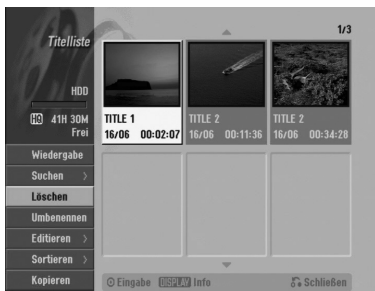 Titelliste
1/3
HDD
HQ 41H 30M
Frei
Wiedergabe
Suchen >
Löschen
Umbenennen
Editieren >
Sortieren >
Kopieren
TITLE 1
16/06 00:02:07
TITLE 2
16/06 00:11:36
TITLE 2
16/06 00:34:28
Eingabe DISPLAY Info
Schließen